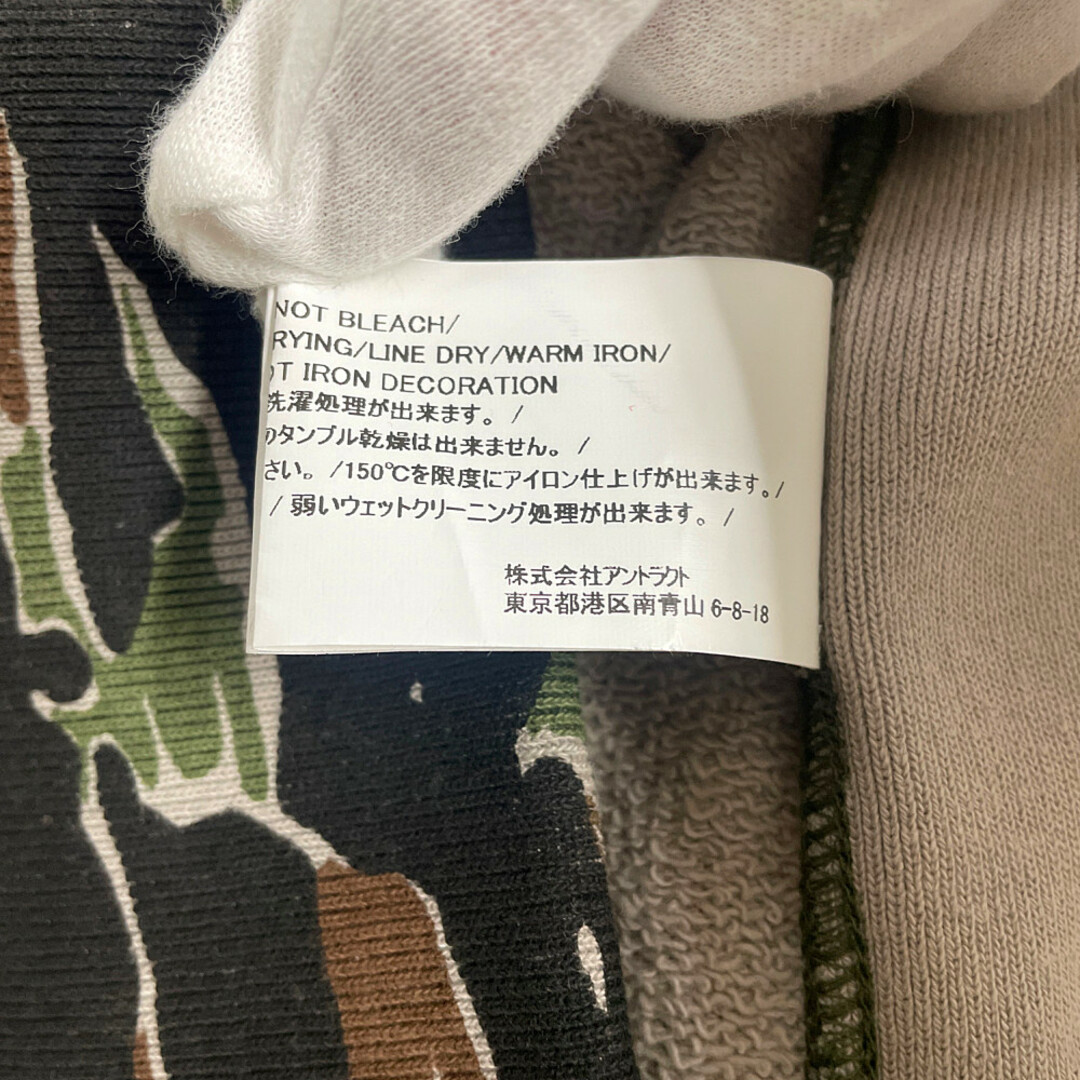 NOT BLEACH/
RYING/LINE DRY/WARM IRON/
T IRON DECORATION
洗濯処理が出来ます。 /
のタンブル乾燥は出来ません。 /
さい。 /150℃を限度にアイロン仕上げが出来ます。/
/ 弱いウェットクリーニング処理が出来ます。 /
株式会社アントラクト
東京都港区南青山 6-8-18